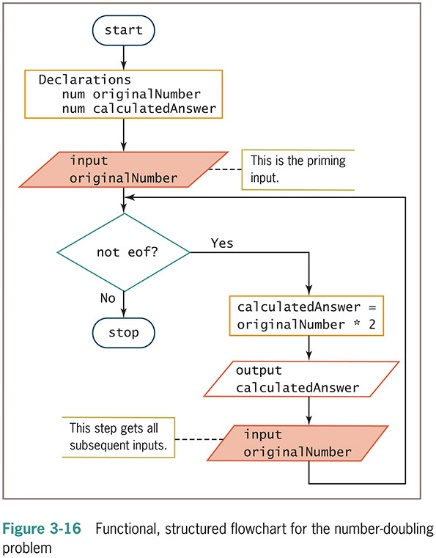 start
Declarations
num originalNumber
num calculatedAnswer
input
originalNumber
This is the priming
input.
not eof?
Yes
No
stop
calculatedAnswer =
originalNumber * 2
output
calculatedAnswer
This step gets all
subsequent inputs.
input
originalNumber
Figure 3-16 Functional, structured flowchart for the number-doubling
problem